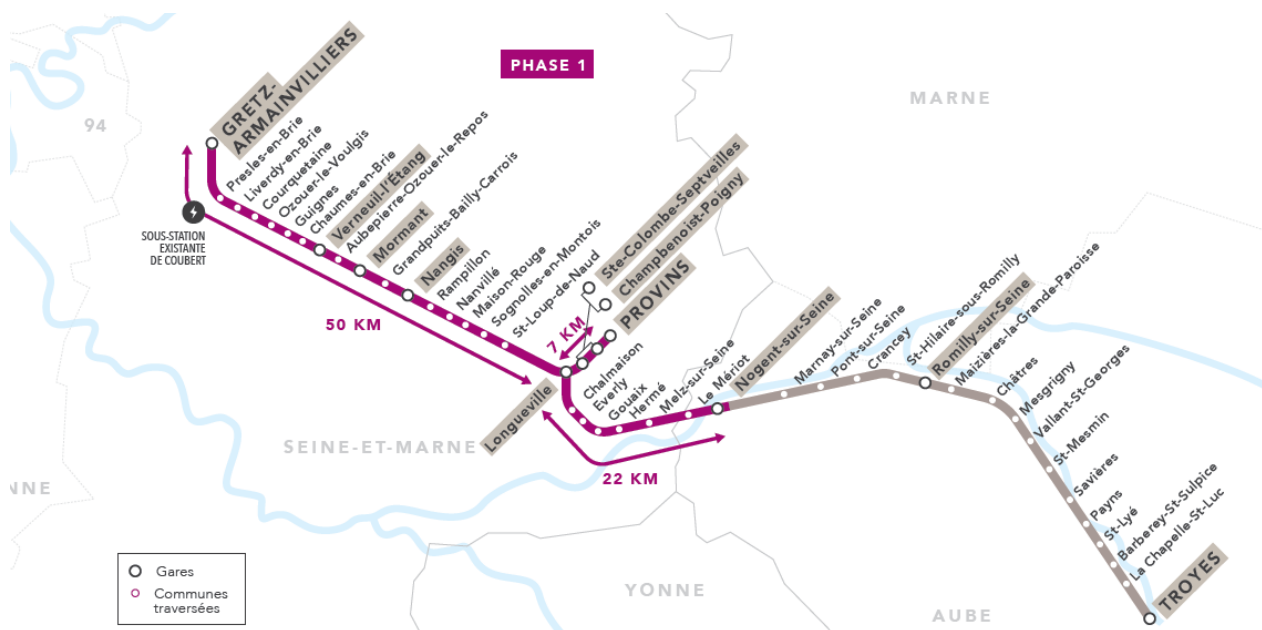 PHASE 1
MARNE
94
GRETZ-
ARMAINVILLIERS
Presles-en-Brie
Liverdy-en-Brie
Courquetaine
Ozouer-le-Voulgis
Guignes
Chaumes-en-Brie
Verneuil-l'Étang
Aubepierre-Ozouer-le-Repos
Mormant
Grandpuits-Bailly-Carrois
Nangis
Rampillon
Nanvillé
Maison-Rouge
Sognolles-en-Montois
St-Loup-de-Naud
Ste-Colombe-Septveilles
Champbenoist-Poigny
PROVINS
SOUS-STATION
EXISTANTE
DE COUBERT
50 KM
7 KM
Longueville
Chalmaison
Everly
Gouaix
Hermé
Melz-sur-Seine
Le Mériot
Nogent-sur-Seine
Marnay-sur-Seine
Pont-sur-Seine
Crancey
St-Hilaire-sous-Romilly
Romilly-sur-Seine
Maizières-la-Grande-Paroisse
Châtres
Mesgrigny
Vallant-St-Georges
St-Mesmin
Savières
Payns
St-Lyé
Barberey-St-Sulpice
La Chapelle-St-Luc
TROYES
SEINE-ET-MARNE
22 KM
NNE
YONNE
AUBE
Gares
Communes
traversées